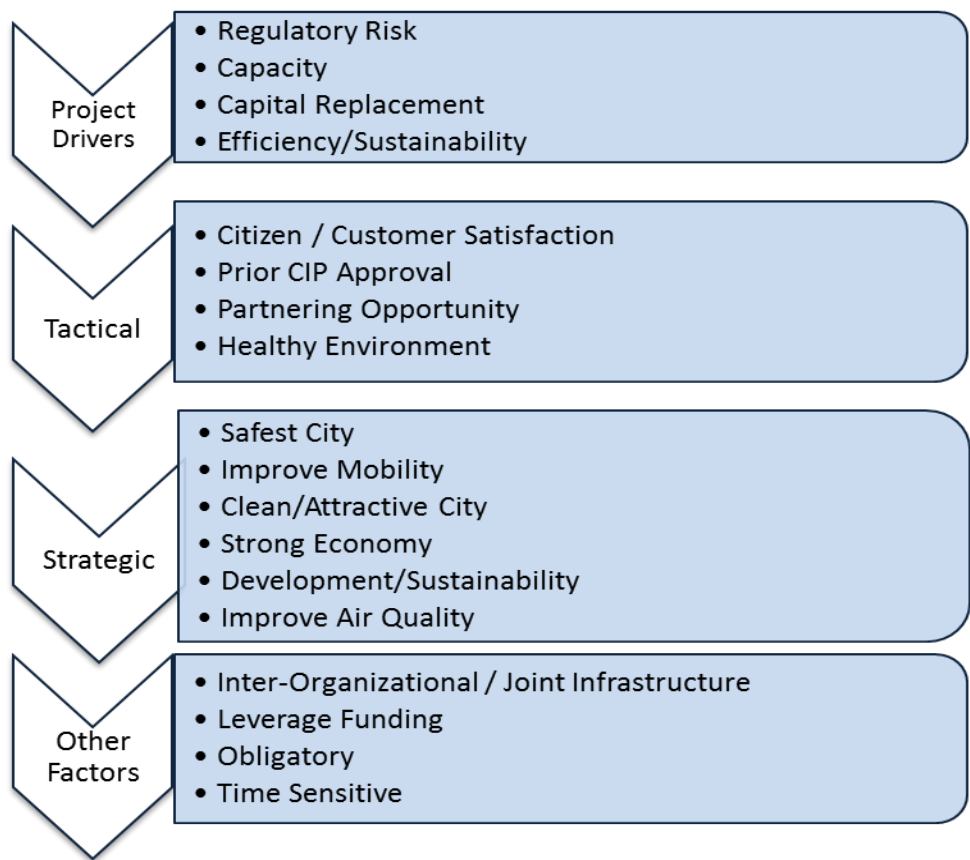 Project
Drivers
• Regulatory Risk
• Capacity
• Capital Replacement
• Efficiency/Sustainability
Tactical
• Citizen / Customer Satisfaction
• Prior CIP Approval
• Partnering Opportunity
• Healthy Environment
Strategic
• Safest City
• Improve Mobility
• Clean/Attractive City
• Strong Economy
• Development/Sustainability
• Improve Air Quality
Other
Factors
• Inter-Organizational / Joint Infrastructure
• Leverage Funding
• Obligatory
• Time Sensitive